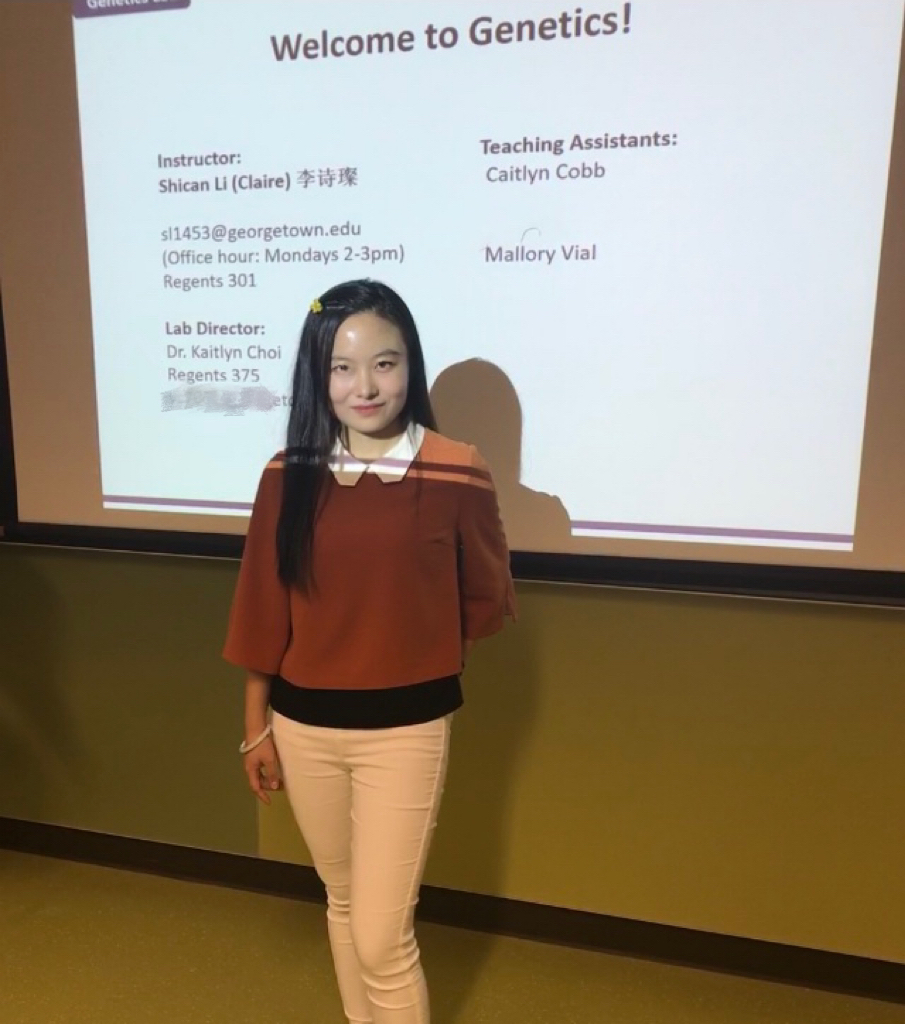 Genetics
Welcome to Genetics!
Instructor:
Shican Li (Claire) 李诗璨
sl1453@georgetown.edu
(Office hour: Mondays 2-3pm)
Regents 301
Lab Director:
Dr. Kaitlyn Choi
Regents 375
Teaching Assistants:
Caitlyn Cobb
Mallory Vial